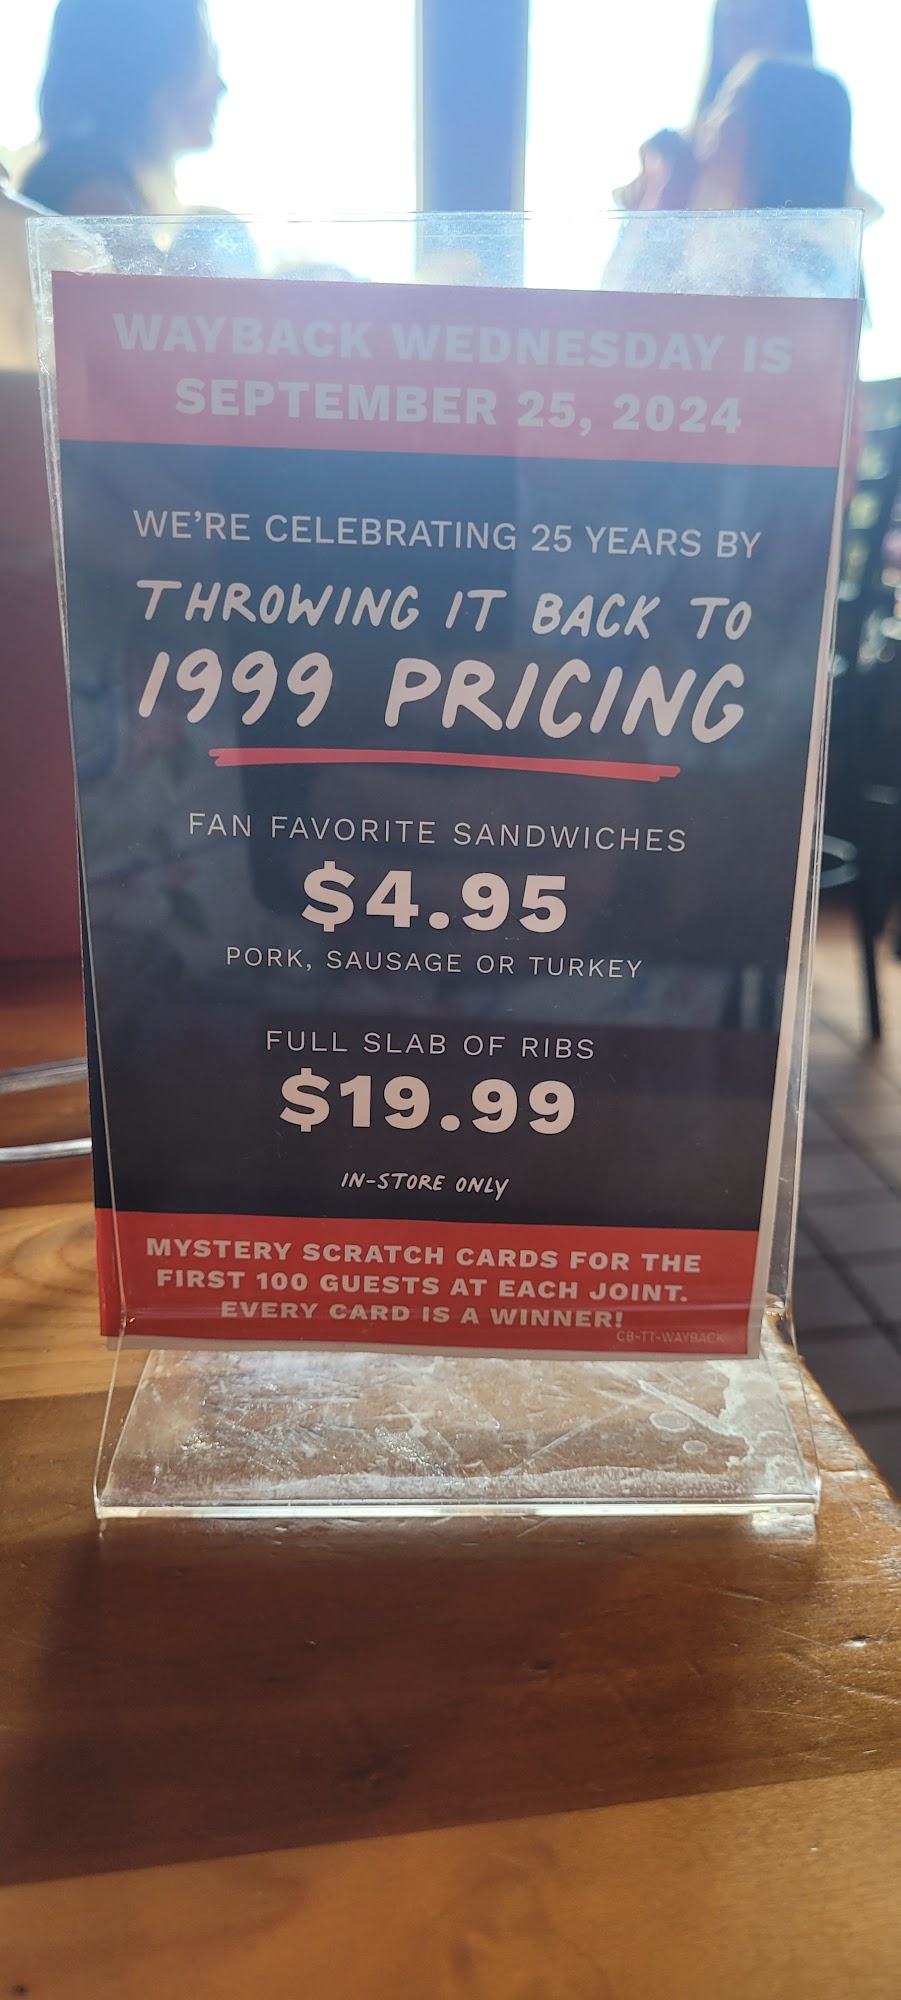 WAYBACK WEDNESDAY IS
SEPTEMBER 25, 2024
WE'RE CELEBRATING 25 YEARS BY
THROWING IT BACK TO
1999 PRICING
FAN FAVORITE SANDWICHES
$4.95
PORK, SAUSAGE OR TURKEY
FULL SLAB OF RIBS
$19.99
IN-STORE ONLY
MYSTERY SCRATCH CARDS FOR THE
FIRST 100 GUESTS AT EACH JOINT.
EVERY CARD IS A WINNER!
CB-TT-WAYBACK